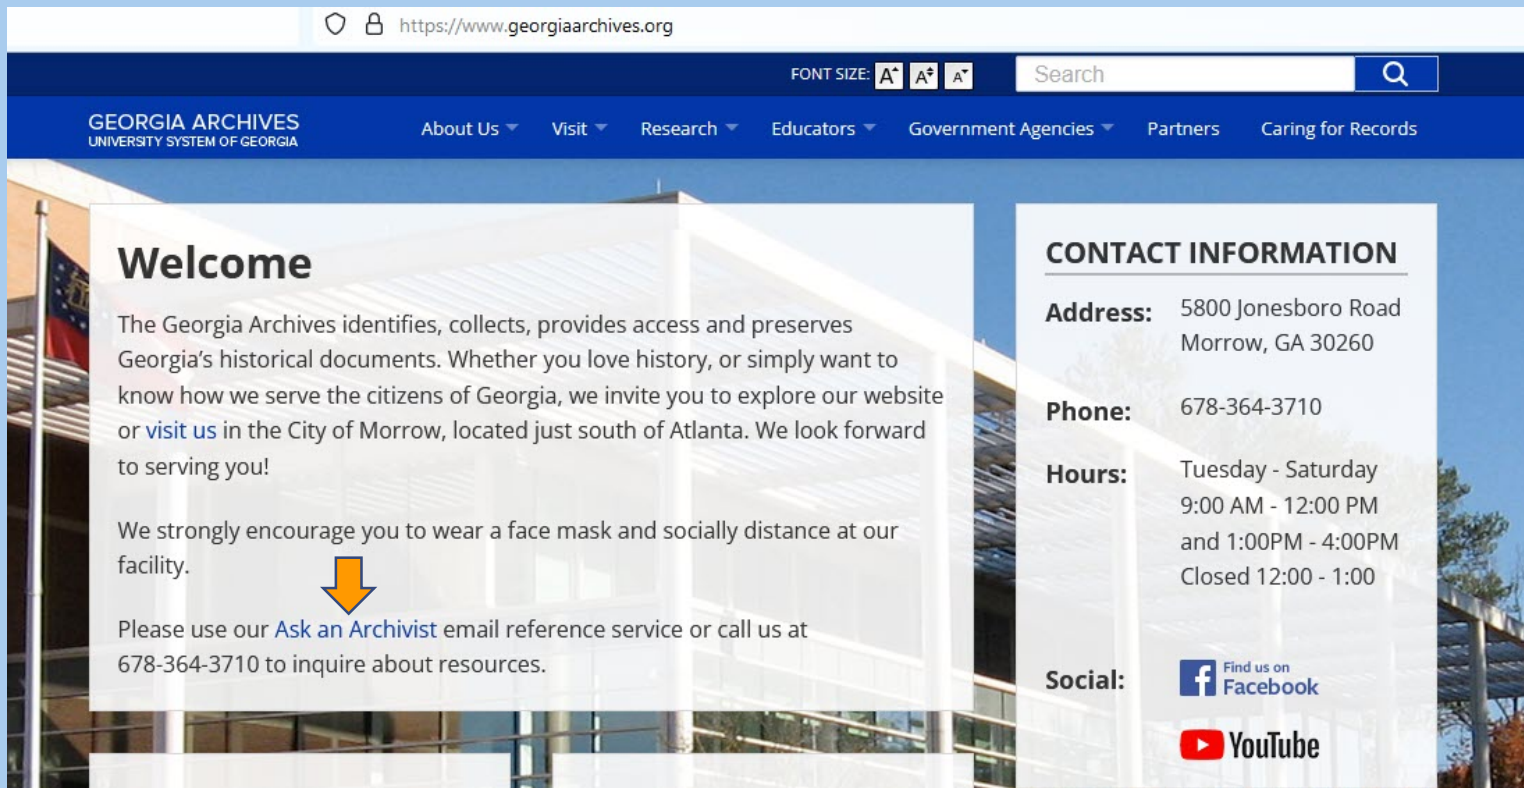 https://www.georgiaarchives.org
FONT SIZE: A A A
Search
GEORGIA ARCHIVES
UNIVERSITY SYSTEM OF GEORGIA
About Us
Visit
Research
Educators
Government Agencies
Partners
Caring for Records
Welcome
The Georgia Archives identifies, collects, provides access and preserves
Georgia's historical documents. Whether you love history, or simply want to
know how we serve the citizens of Georgia, we invite you to explore our website
or visit us in the City of Morrow, located just south of Atlanta. We look forward
to serving you!
We strongly encourage you to wear a face mask and socially distance at our
facility.
Please use our Ask an Archivist email reference service or call us at
678-364-3710 to inquire about resources.
CONTACT INFORMATION
Address: 5800 Jonesboro Road
Morrow, GA 30260
Phone: 678-364-3710
Hours: Tuesday - Saturday
9:00 AM - 12:00 PM
and 1:00PM - 4:00PM
Closed 12:00 - 1:00
Social: Find us on
Facebook
YouTube